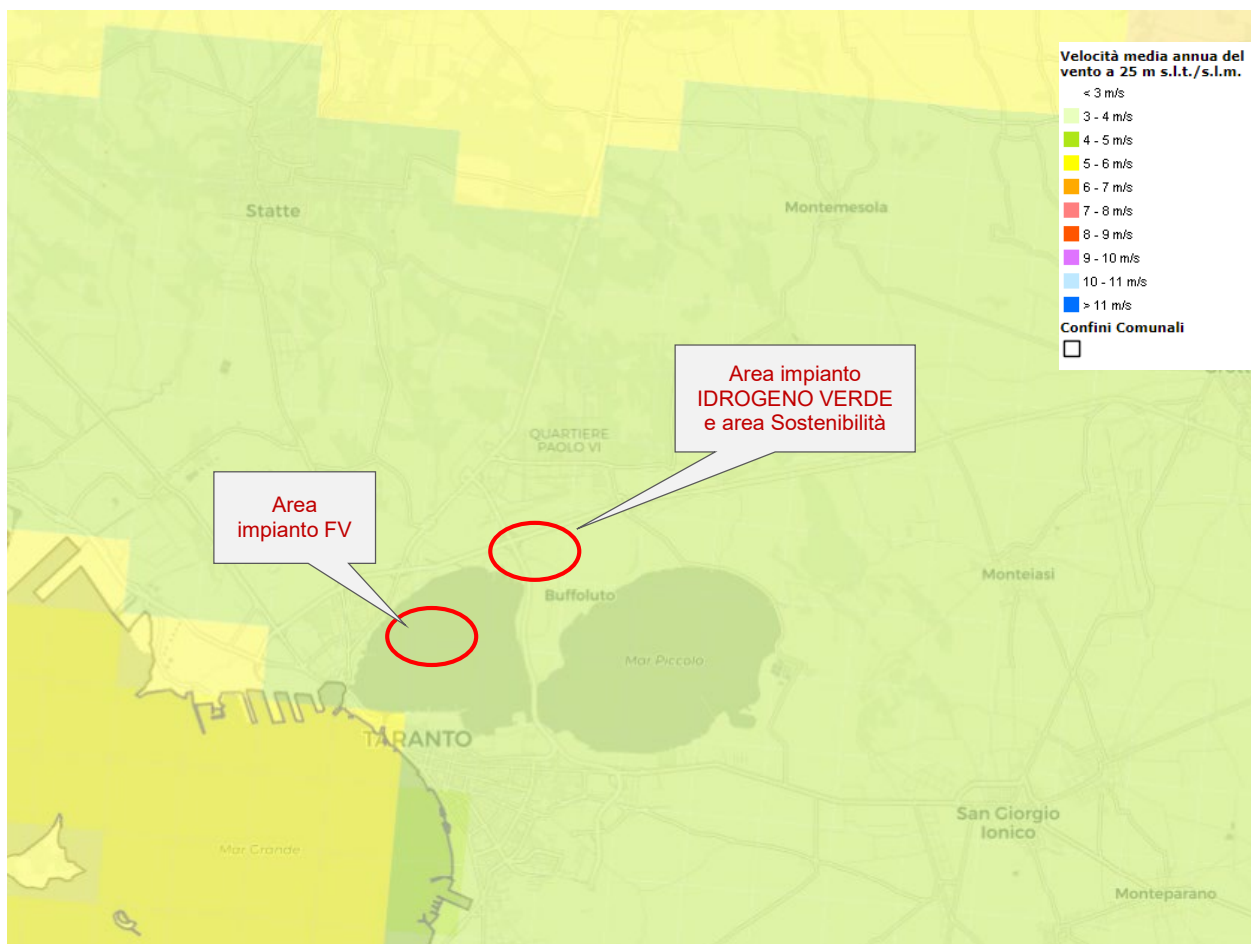 Velocità media annua del
vento a 25 m s.l.t./s.l.m.
< 3 m/s
3 - 4 m/s
4 - 5 m/s
5 - 6 m/s
6 - 7 m/s
7 - 8 m/s
8 - 9 m/s
9 - 10 m/s
10 - 11 m/s
> 11 m/s
Confini Comunali
Statte
Montemesola
Area impianto
IDROGENO VERDE
e area Sostenibilità
QUARTIERE
PAOLO VI
Area
impianto FV
Monteiasi
Buffoluto
Mar Piccolo
TARANTO
San Giorgio
Ionico
Mar Grande
Monteparano